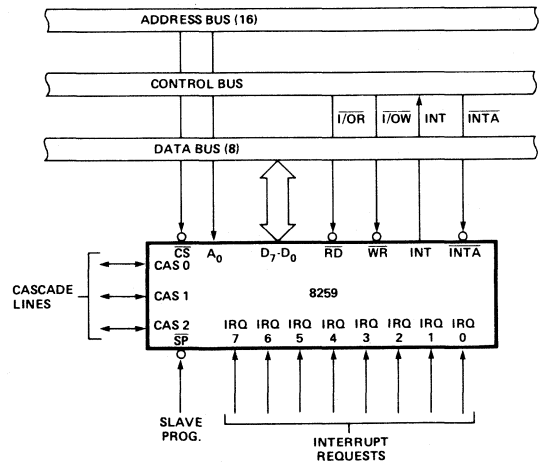 ADDRESS BUS (16)
CONTROL BUS
I/OR I/OW INT INTA
DATA BUS (8)
CS A0 D7-D0 RD WR INT INTA
CAS 0
CASCADE LINES
CAS 1
8259
CAS 2
SP
IRQ 7 IRQ 6 IRQ 5 IRQ 4 IRQ 3 IRQ 2 IRQ 1 IRQ 0
SLAVE PROG.
INTERRUPT REQUESTS